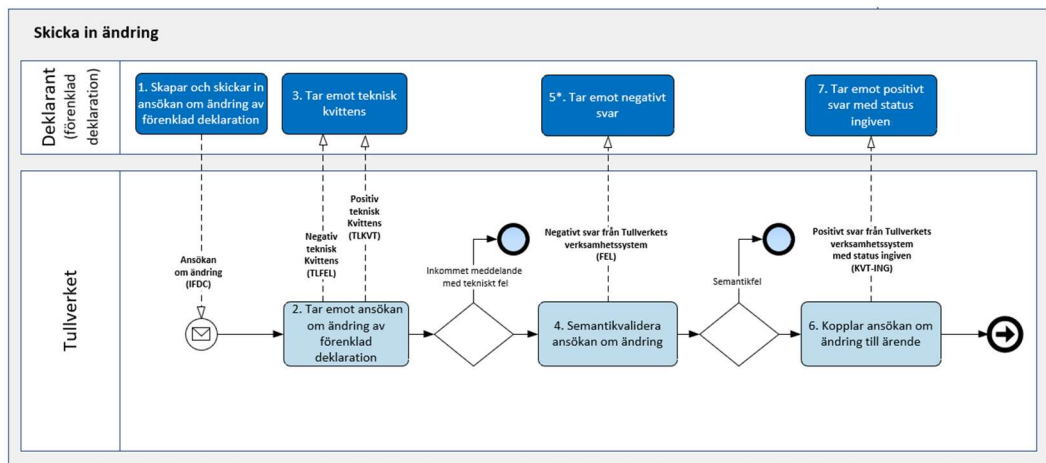 Skicka in ändring
Deklarant
(förenklad
deklaration)
1. Skapar och skickar in
ansökan om ändring av
förenklad deklaration
3. Tar emot teknisk
kvittens
5*. Tar emot negativt
svar
7. Tar emot positivt
svar med status
ingiven
Tullverket
Ansökan
om ändring
(IFDC)
Negativ
teknisk
Kvittens
(TLFEL)
Positiv
teknisk
Kvittens
(TLKVT)
Inkommet meddelande
med tekniskt fel
Negativt svar från Tullverkets
verksamhetssystem
(FEL)
Semantikfel
Positivt svar från Tullverkets
verksamhetssystem
med status ingiven
(KVT-ING)
2. Tar emot ansökan
om ändring av
förenklad
deklaration
4. Semantikvalidera
ansökan om ändring
6. Kopplar ansökan om
ändring till ärende